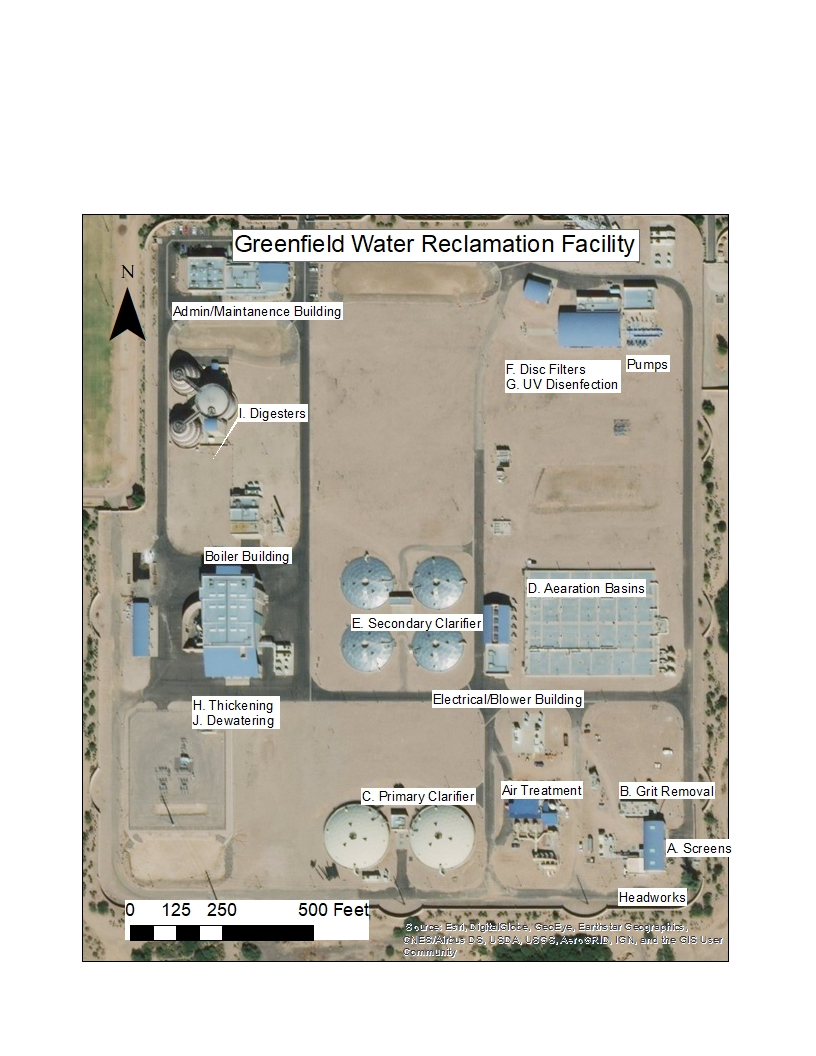 Greenfield Water Reclamation Facility
N
Admin/Maintanence Building
F. Disc Filters
G. UV Disenfection
Pumps
I. Digesters
Boiler Building
D. Aearation Basins
E. Secondary Clarifier
Electrical/Blower Building
H. Thickening
J. Dewatering
Air Treatment
B. Grit Removal
C. Primary Clarifier
A. Screens
Headworks
0 125 250 500 Feet
Source: Esri, DigitalGlobe, GeoEye, Earthstar Geographics,
CNES/Airbus DS, USDA, USGS, AeroGRID, IGN, and the GIS User
Community